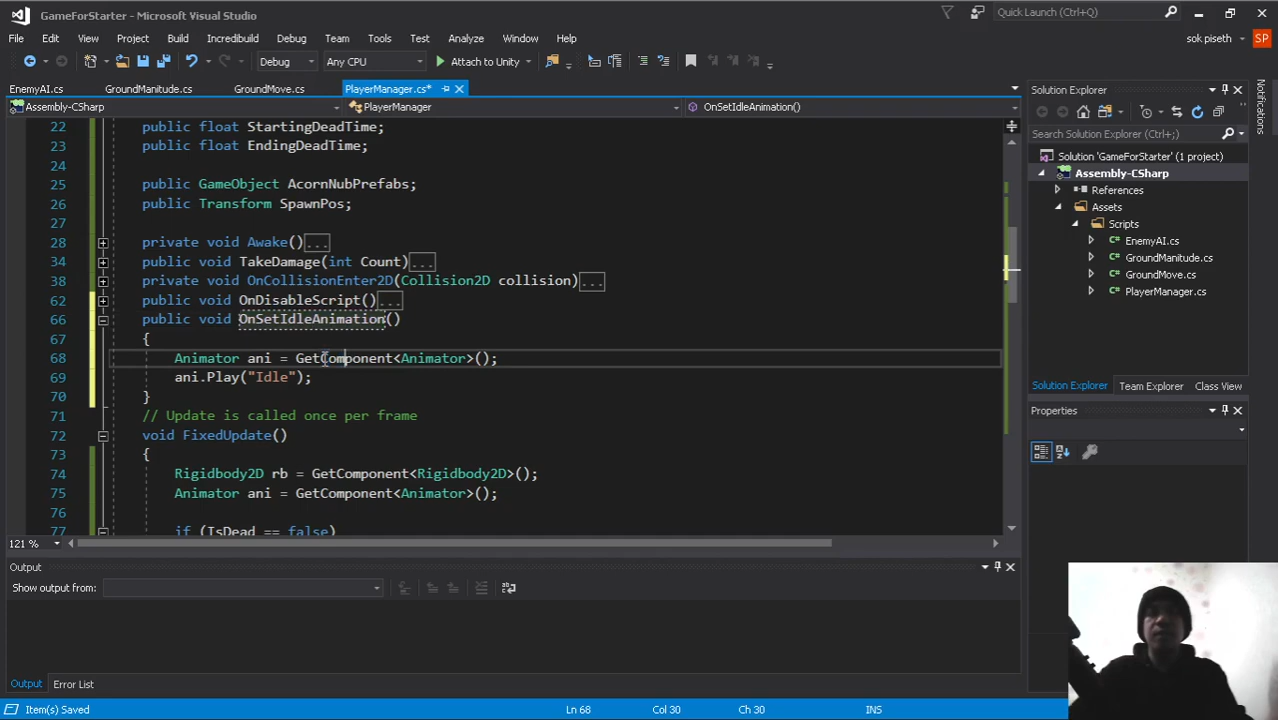 GameForStarter - Microsoft Visual Studio
Quick Launch (Ctrl+Q)
File Edit View Project Build Incredibuild Debug Team Tools Test Analyze Window Help
sok piseth SP
Debug Any CPU Attach to Unity
EnemyAI.cs GroundManitude.cs GroundMove.cs PlayerManager.cs*
Assembly-CSharp PlayerManager OnSetIdleAnimation()
22 public float StartingDeadTime;
23 public float EndingDeadTime;
24
25 public GameObject AcornNubPrefabs;
26 public Transform SpawnPos;
27
28 private void Awake()...
34 public void TakeDamage(int Count)...
38 private void OnCollisionEnter2D(Collision2D collision)...
62 public void OnDisableScript()...
66 public void OnSetIdleAnimation()
67 {
68 Animator ani = GetComponent<Animator>();
69 ani.Play("Idle");
70 }
71 // Update is called once per frame
72 void FixedUpdate()
73 {
74 Rigidbody2D rb = GetComponent<Rigidbody2D>();
75 Animator ani = GetComponent<Animator>();
76
77 if (IsDead == false)
121 %
Output
Show output from:
Output Error List
Solution Explorer
Search Solution Explorer (Ctrl+;)
Solution 'GameForStarter' (1 project)
Assembly-CSharp
References
Assets
Scripts
EnemyAI.cs
GroundManitude.cs
GroundMove.cs
PlayerManager.cs
Solution Explorer Team Explorer Class View
Properties
Notifications
Item(s) Saved Ln 68 Col 30 Ch 30 INS